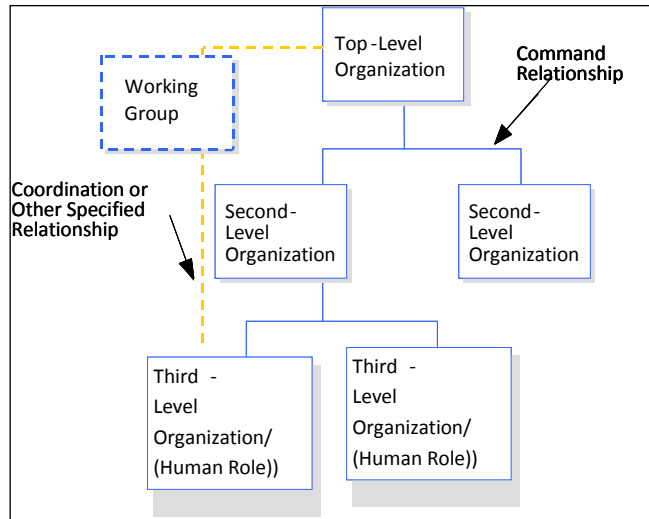 Top-Level
Organization
Command
Relationship
Working
Group
Coordination or
Other Specified
Relationship
Second-
Level
Organization
Second-
Level
Organization
Third -
Level
Organization/
(Human Role))
Third -
Level
Organization/
(Human Role))